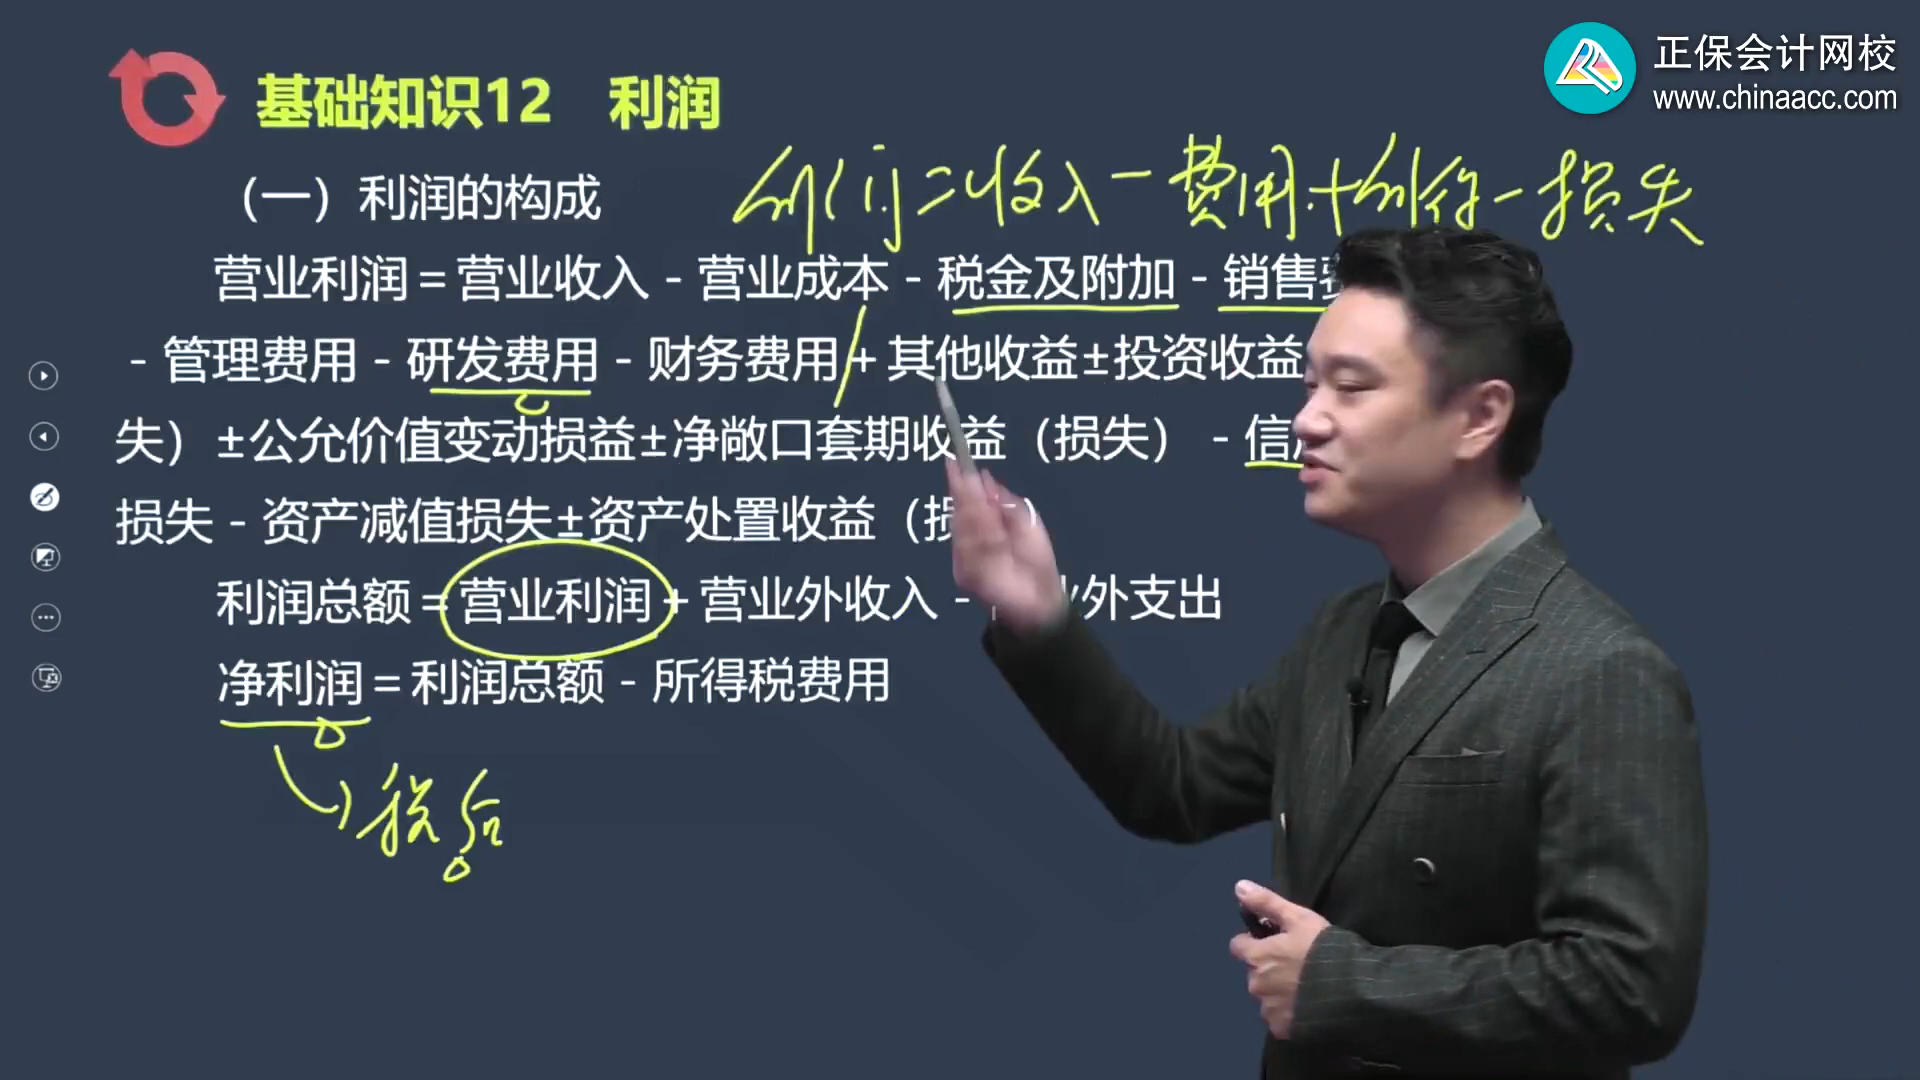 正保会计网校
www.chinaacc.com
基础知识12 利润
（一）利润的构成
利润=收入-费用+利得-损失
营业利润＝营业收入－营业成本－税金及附加－销售
－管理费用－研发费用－财务费用＋其他收益±投资收益
失）±公允价值变动损益±净敞口套期收益（损失）－信
损失－资产减值损失±资产处置收益（损
利润总额＝营业利润＋营业外收入－ 业外支出
净利润＝利润总额－所得税费用